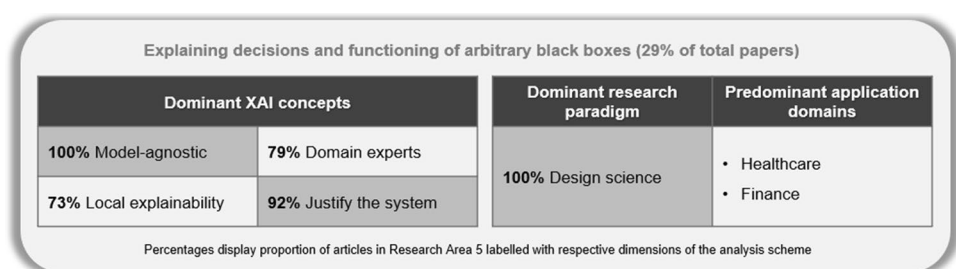 Explaining decisions and functioning of arbitrary black boxes (29% of total papers)
Dominant XAI concepts
Dominant research
paradigm
Predominant application
domains
100% Model-agnostic
79% Domain experts
73% Local explainability
92% Justify the system
100% Design science
• Healthcare
• Finance
Percentages display proportion of articles in Research Area 5 labelled with respective dimensions of the analysis scheme